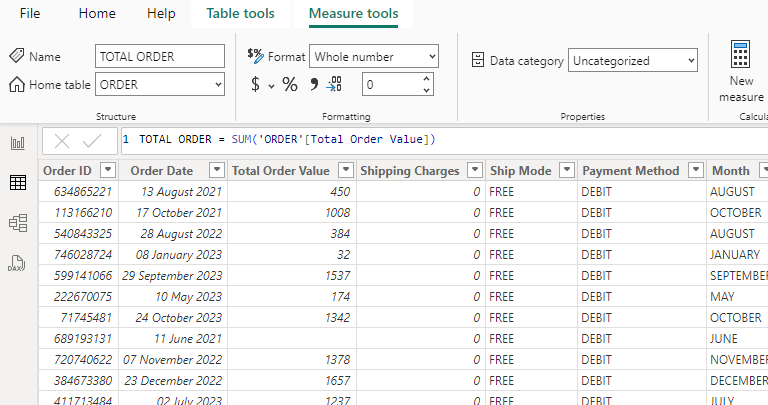 File Home Help Table tools Measure tools
Name TOTAL ORDER $% Format Whole number Data category Uncategorized New measure
Home table ORDER $ % 9 .00 0
Structure Formatting Properties Calcula
1 TOTAL ORDER = SUM('ORDER'[Total Order Value])
Order ID Order Date Total Order Value Shipping Charges Ship Mode Payment Method Month
634865221 13 August 2021 450 0 FREE DEBIT AUGUST
113166210 17 October 2021 1008 0 FREE DEBIT OCTOBER
540843325 28 August 2022 384 0 FREE DEBIT AUGUST
746028724 08 January 2023 32 0 FREE DEBIT JANUARY
599141066 29 September 2023 1537 0 FREE DEBIT SEPTEMBE
222670075 10 May 2023 174 0 FREE DEBIT MAY
71745481 24 October 2023 1342 0 FREE DEBIT OCTOBER
689193131 11 June 2021 0 FREE DEBIT JUNE
720740622 07 November 2022 1378 0 FREE DEBIT NOVEMBE
384673380 23 December 2022 1657 0 FREE DEBIT DECEMBER
411713484 02 July 2023 1237 0 FREE DEBIT JULY
DAX